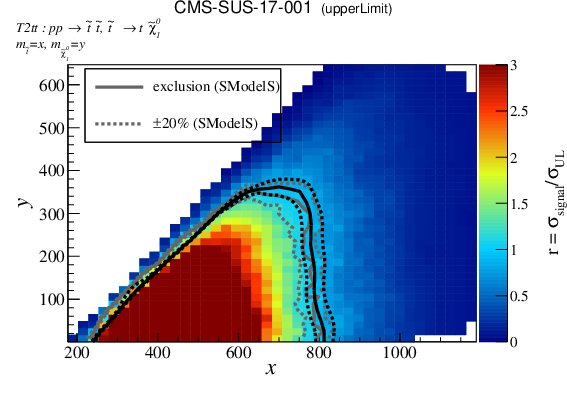 CMS-SUS-17-001 (upperLimit)
T2tt : pp → t̃ t̃, t̃ → t χ̃⁰₁
m_t̃=x, m_χ̃⁰₁=y
exclusion (SModelS)
±20% (SModelS)
600
500
400
300
200
100
y
200 400 600 800 1000
x
3
2.5
2
1.5
1
0.5
0
r = σ_signal/σ_UL